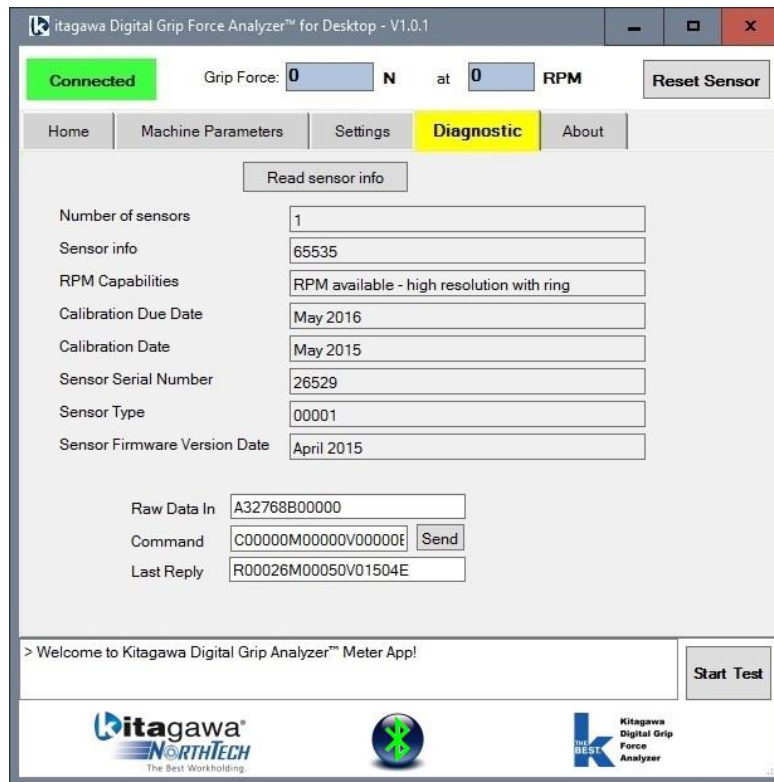 itagawa Digital Grip Force Analyzer™ for Desktop - V1.0.1
Connected Grip Force: 0 N at 0 RPM Reset Sensor
Home Machine Parameters Settings Diagnostic About
Read sensor info
Number of sensors 1
Sensor info 65535
RPM Capabilities RPM available - high resolution with ring
Calibration Due Date May 2016
Calibration Date May 2015
Sensor Serial Number 26529
Sensor Type 00001
Sensor Firmware Version Date April 2015
Raw Data In A32768B00000
Command C00000M00000V00000E Send
Last Reply R00026M00050V01504E
> Welcome to Kitagawa Digital Grip Analyzer™ Meter App!
Start Test
Kitagawa®
NORTHTECH
The Best Workholding.
THE BEST.
Kitagawa
Digital Grip
Force
Analyzer